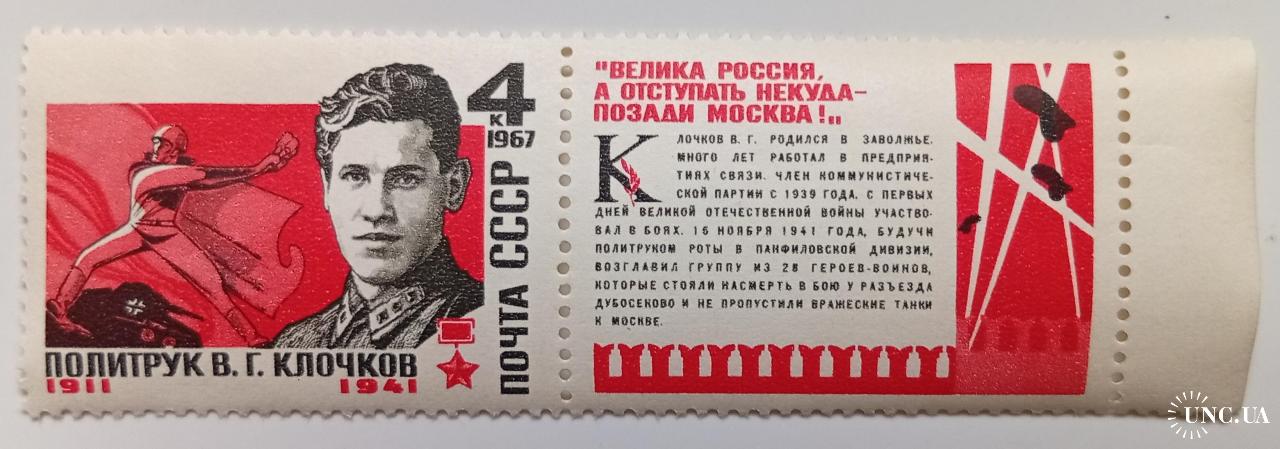 4
к
1967
ПОЧТА СССР
ПОЛИТРУК В. Г. КЛОЧКОВ
1911 1941
"ВЕЛИКА РОССИЯ,
А ОТСТУПАТЬ НЕКУДА–
ПОЗАДИ МОСКВА!„
КЛОЧКОВ В. Г. РОДИЛСЯ В ЗАВОЛЖЬЕ.
МНОГО ЛЕТ РАБОТАЛ В ПРЕДПРИЯ-
ТИЯХ СВЯЗИ. ЧЛЕН КОММУНИСТИЧЕ-
СКОЙ ПАРТИИ С 1939 ГОДА. С ПЕРВЫХ
ДНЕЙ ВЕЛИКОЙ ОТЕЧЕСТВЕННОЙ ВОЙНЫ УЧАСТВО-
ВАЛ В БОЯХ. 16 НОЯБРЯ 1941 ГОДА, БУДУЧИ
ПОЛИТРУКОМ РОТЫ В ПАНФИЛОВСКОЙ ДИВИЗИИ,
ВОЗГЛАВИЛ ГРУППУ ИЗ 28 ГЕРОЕВ-ВОИНОВ,
КОТОРЫЕ СТОЯЛИ НАСМЕРТЬ В БОЮ У РАЗЪЕЗДА
ДУБОСЕКОВО И НЕ ПРОПУСТИЛИ ВРАЖЕСКИЕ ТАНКИ
К МОСКВЕ.
UNC.UA